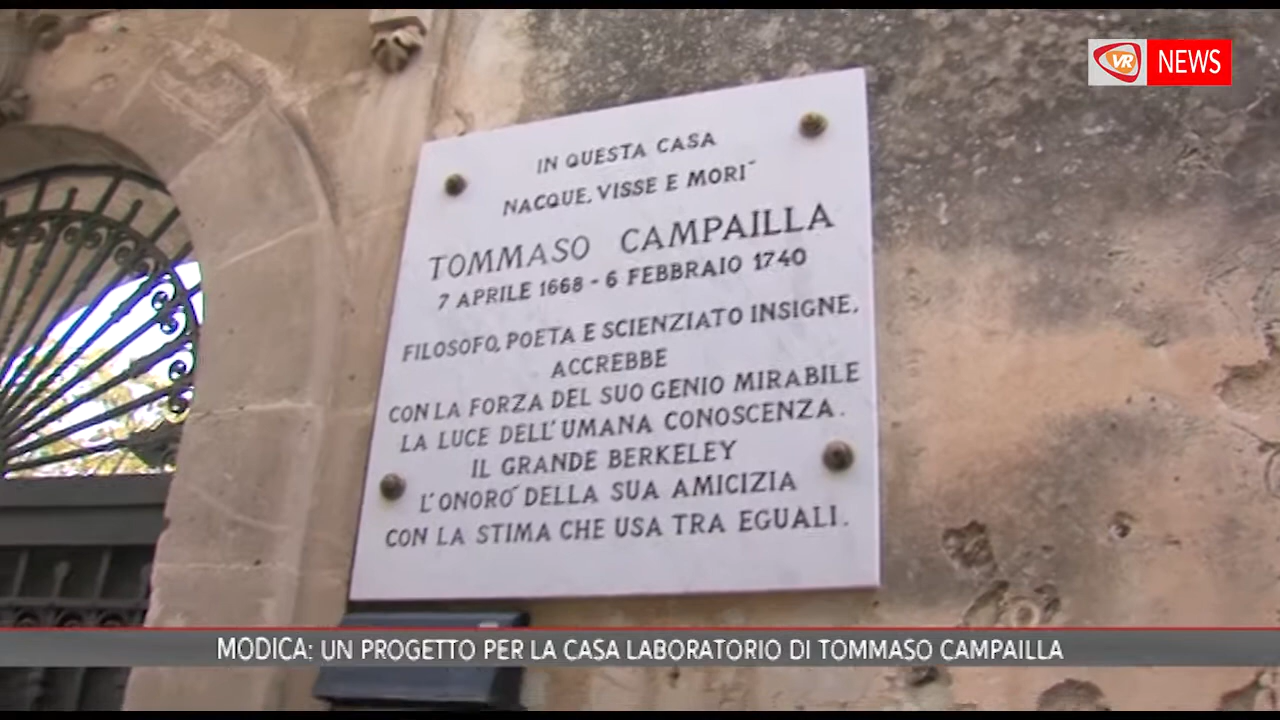 VR NEWS
IN QUESTA CASA
NACQUE, VISSE E MORI´
TOMMASO CAMPAILLA
7 APRILE 1668 - 6 FEBBRAIO 1740
FILOSOFO, POETA E SCIENZIATO INSIGNE,
ACCREBBE
CON LA FORZA DEL SUO GENIO MIRABILE
LA LUCE DELL'UMANA CONOSCENZA.
IL GRANDE BERKELEY
L'ONORO´ DELLA SUA AMICIZIA
CON LA STIMA CHE USA TRA EGUALI.
MODICA: UN PROGETTO PER LA CASA LABORATORIO DI TOMMASO CAMPAILLA